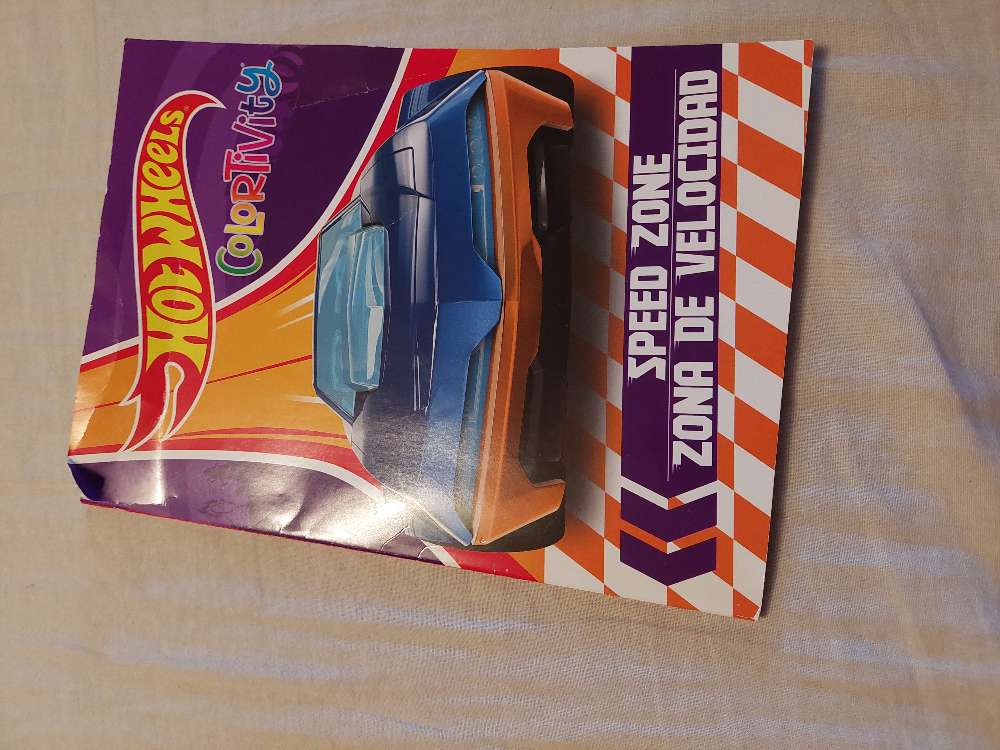 HOT WHEELS
COLORTIVITY
SPEED ZONE
ZONA DE VELOCIDAD